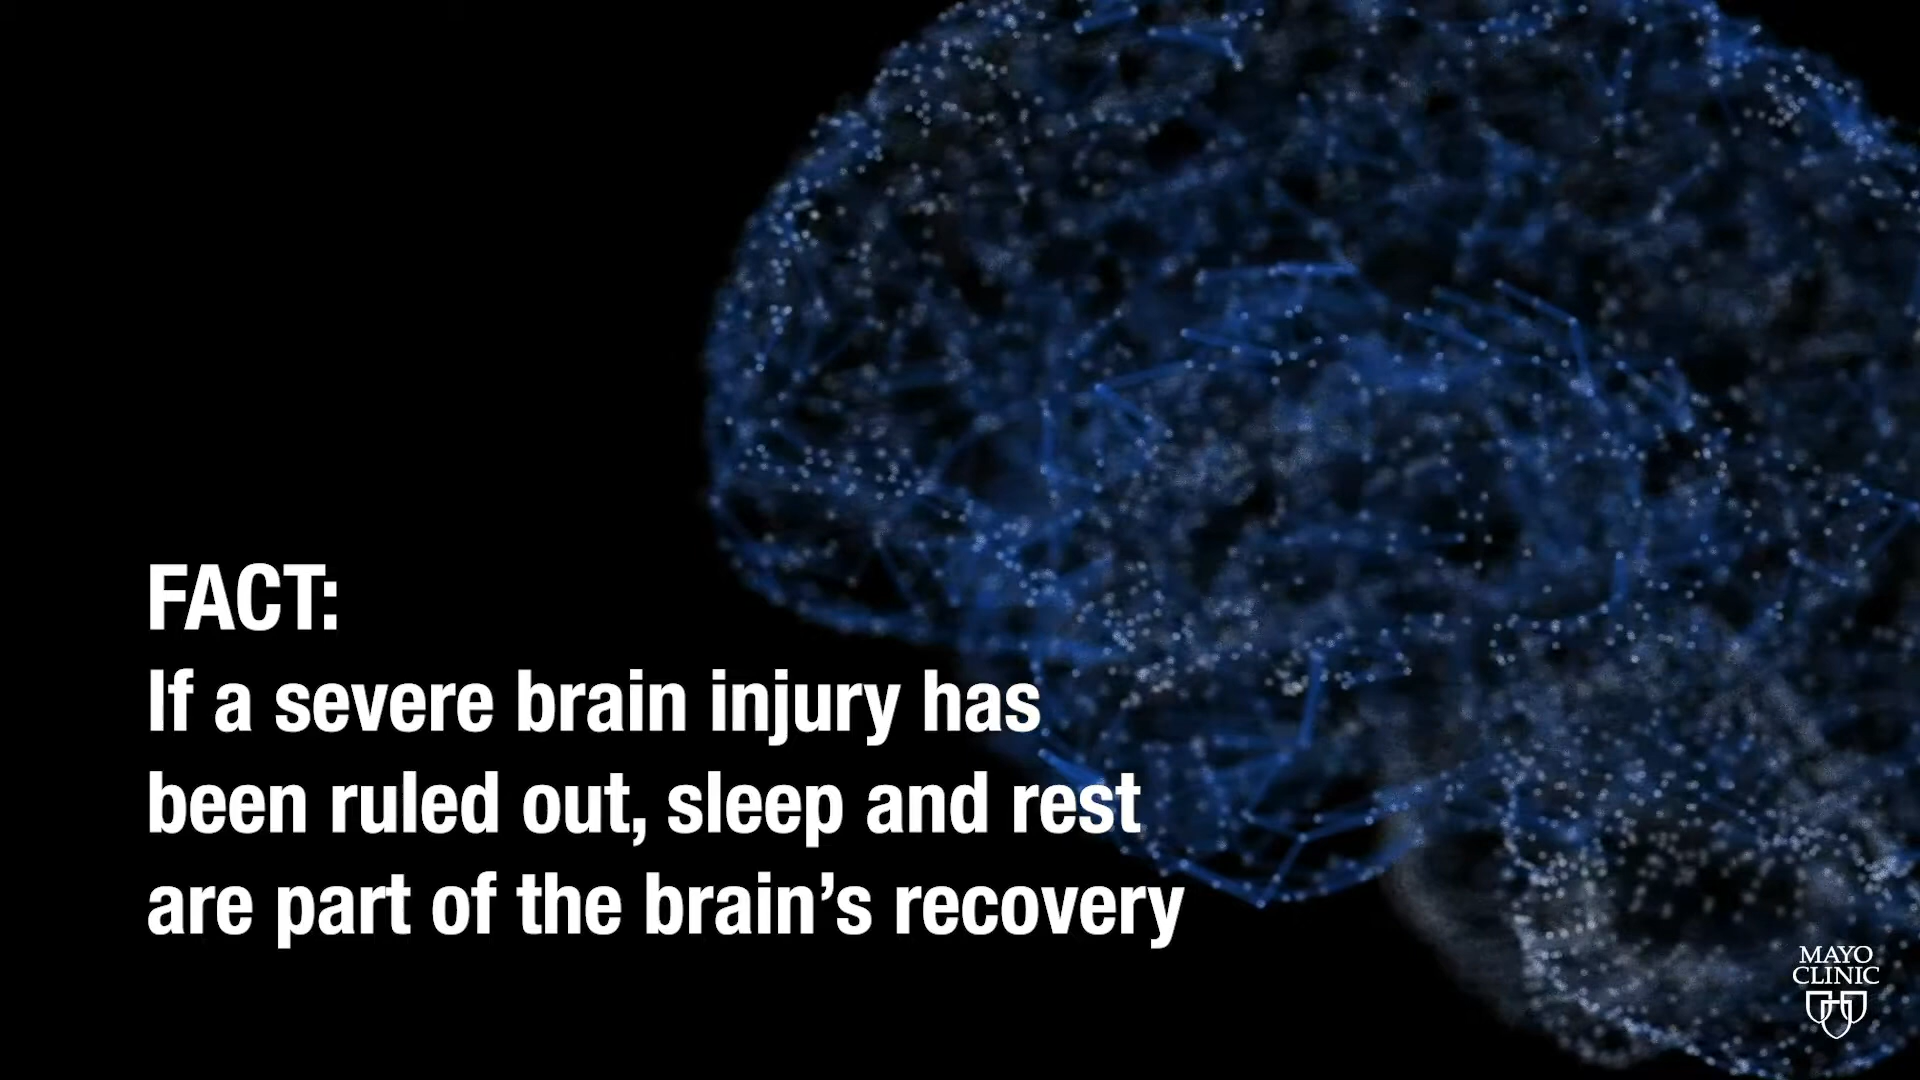 FACT:
If a severe brain injury has
been ruled out, sleep and rest
are part of the brain’s recovery
MAYO
CLINIC